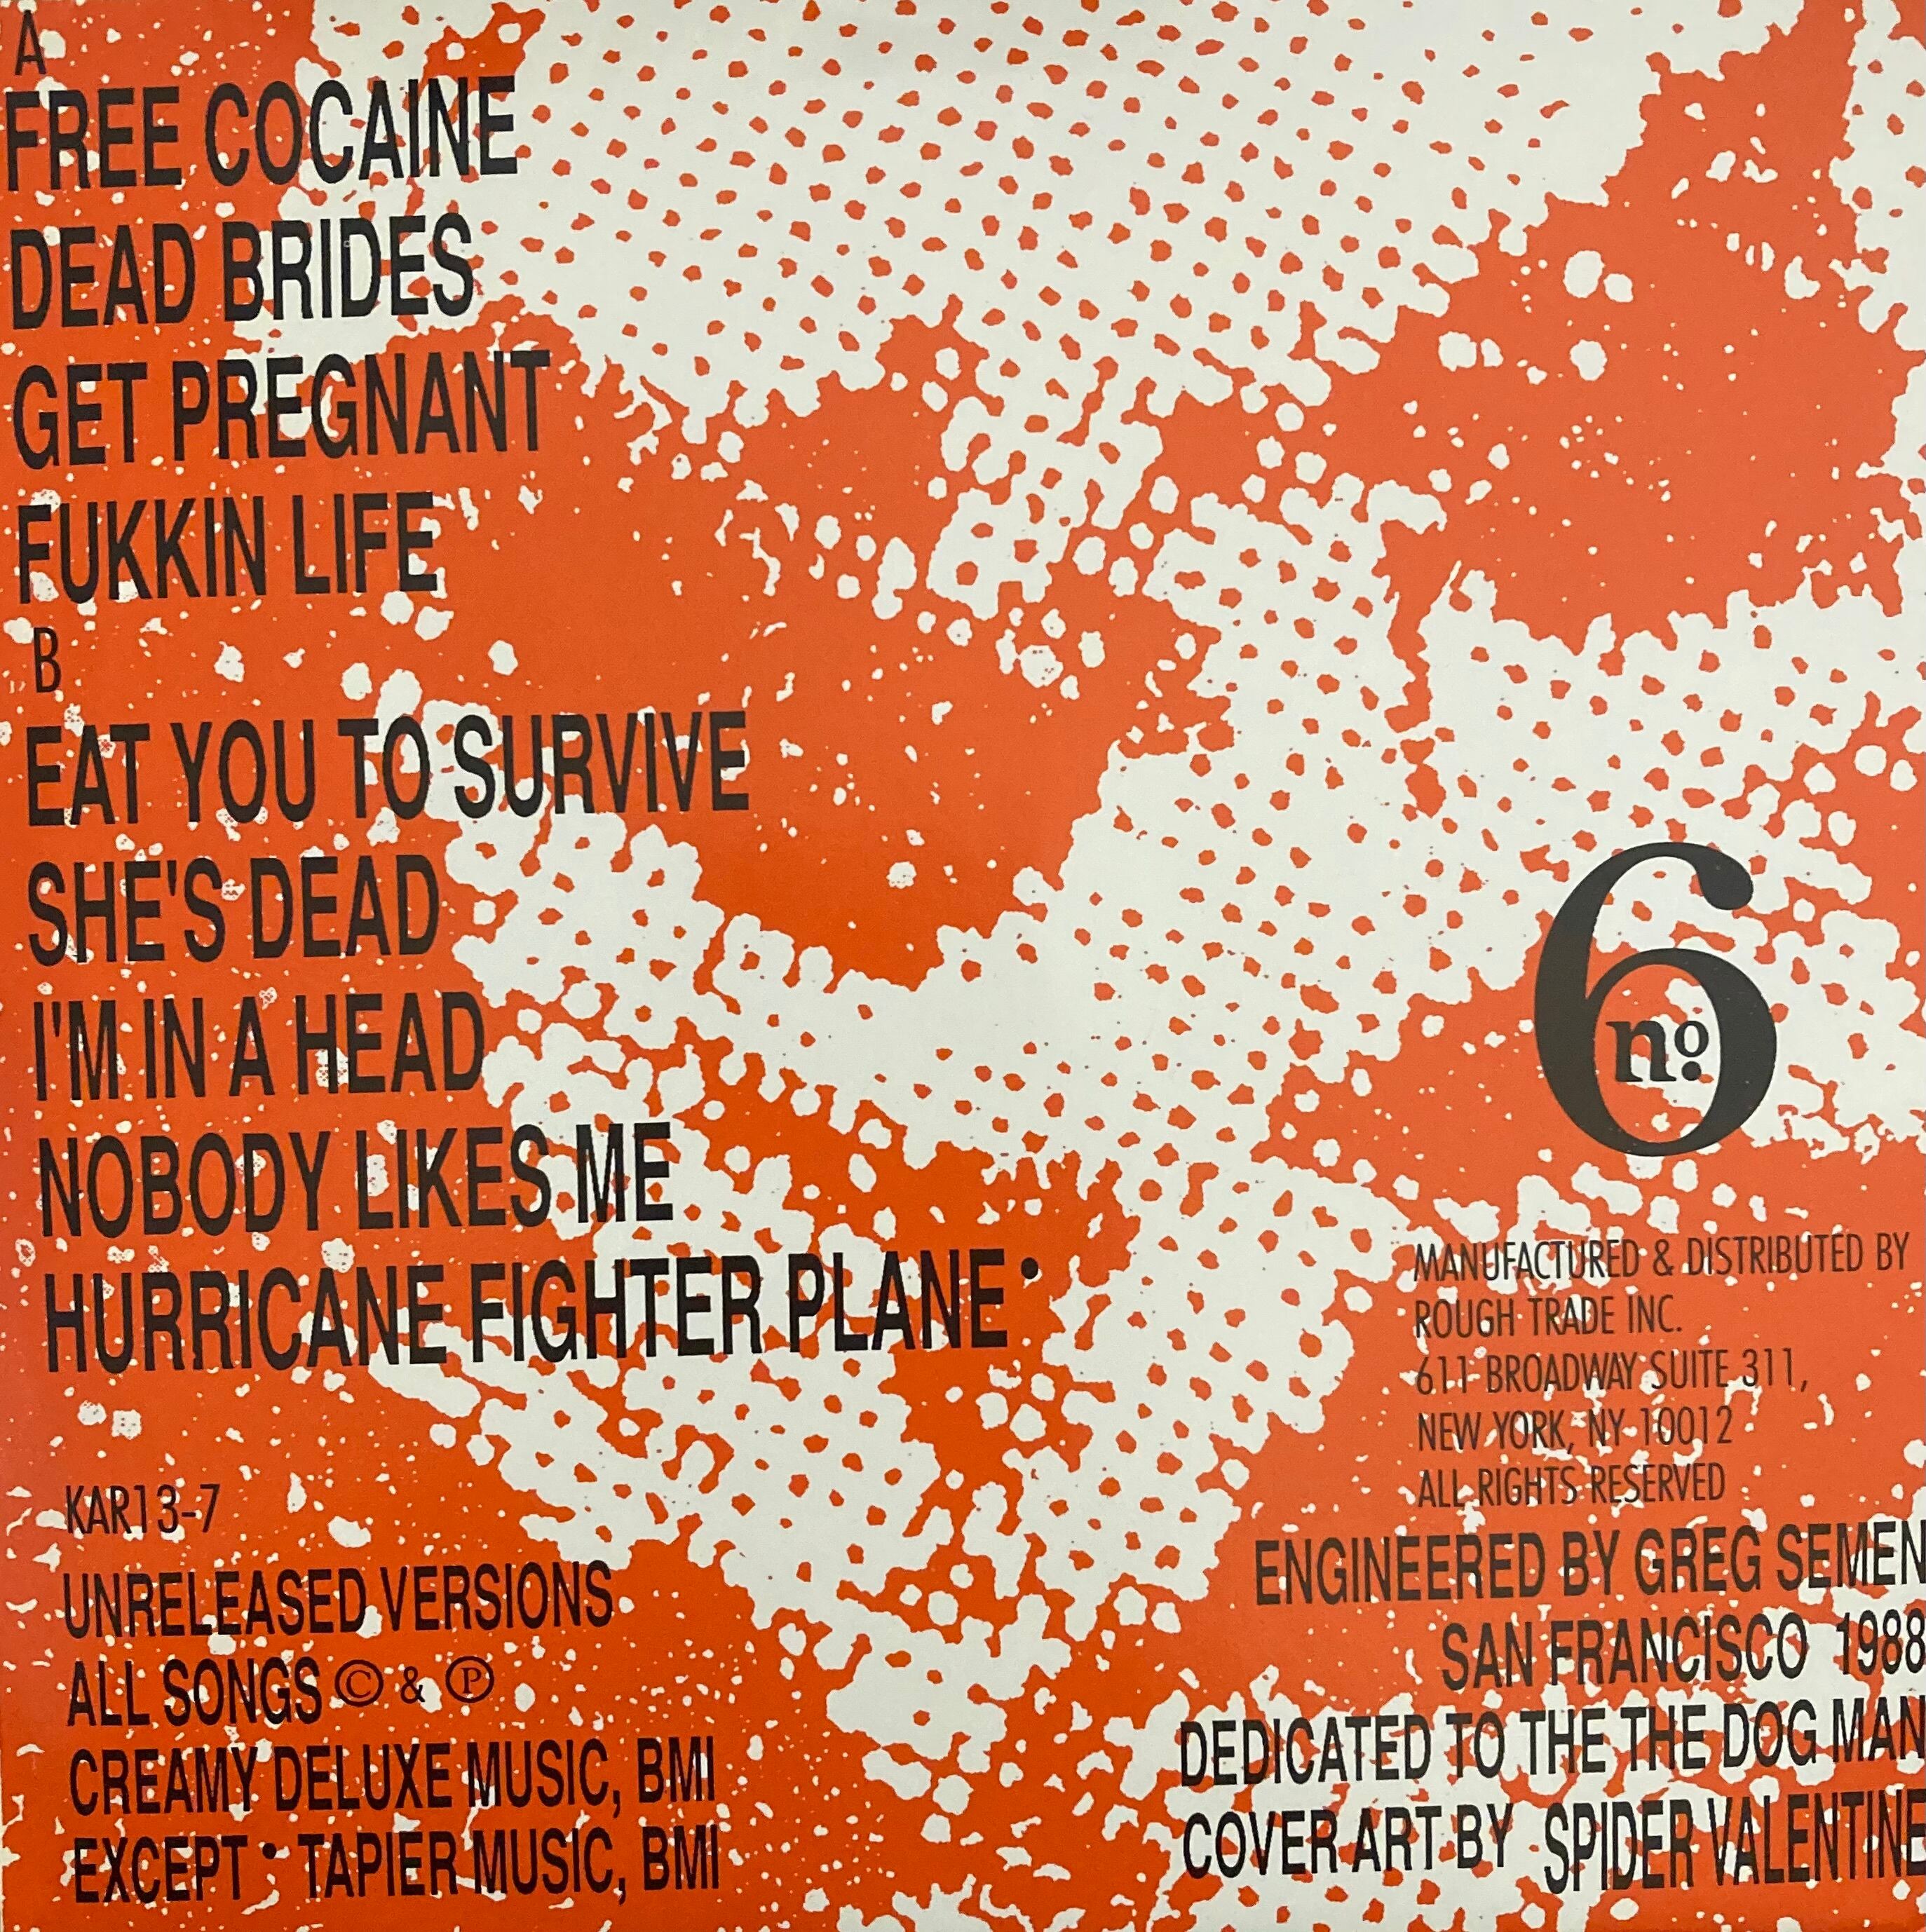 A
FREE COCAINE
DEAD BRIDES
GET PREGNANT
FUKKIN LIFE
B
EAT YOU TO SURVIVE
SHE'S DEAD
I'M IN A HEAD
NOBODY LIKES ME
HURRICANE FIGHTER PLANE •
KAR13-7
UNRELEASED VERSIONS
ALL SONGS © & ℗
CREAMY DELUXE MUSIC, BMI
EXCEPT • TAPIER MUSIC, BMI
6
nº
MANUFACTURED & DISTRIBUTED BY
ROUGH TRADE INC.
611 BROADWAY SUITE 311,
NEW YORK, NY 10012
ALL RIGHTS RESERVED
ENGINEERED BY GREG SEMEN
SAN FRANCISCO 1988
DEDICATED TO THE THE DOG MAN
COVER ART BY SPIDER VALENTINE